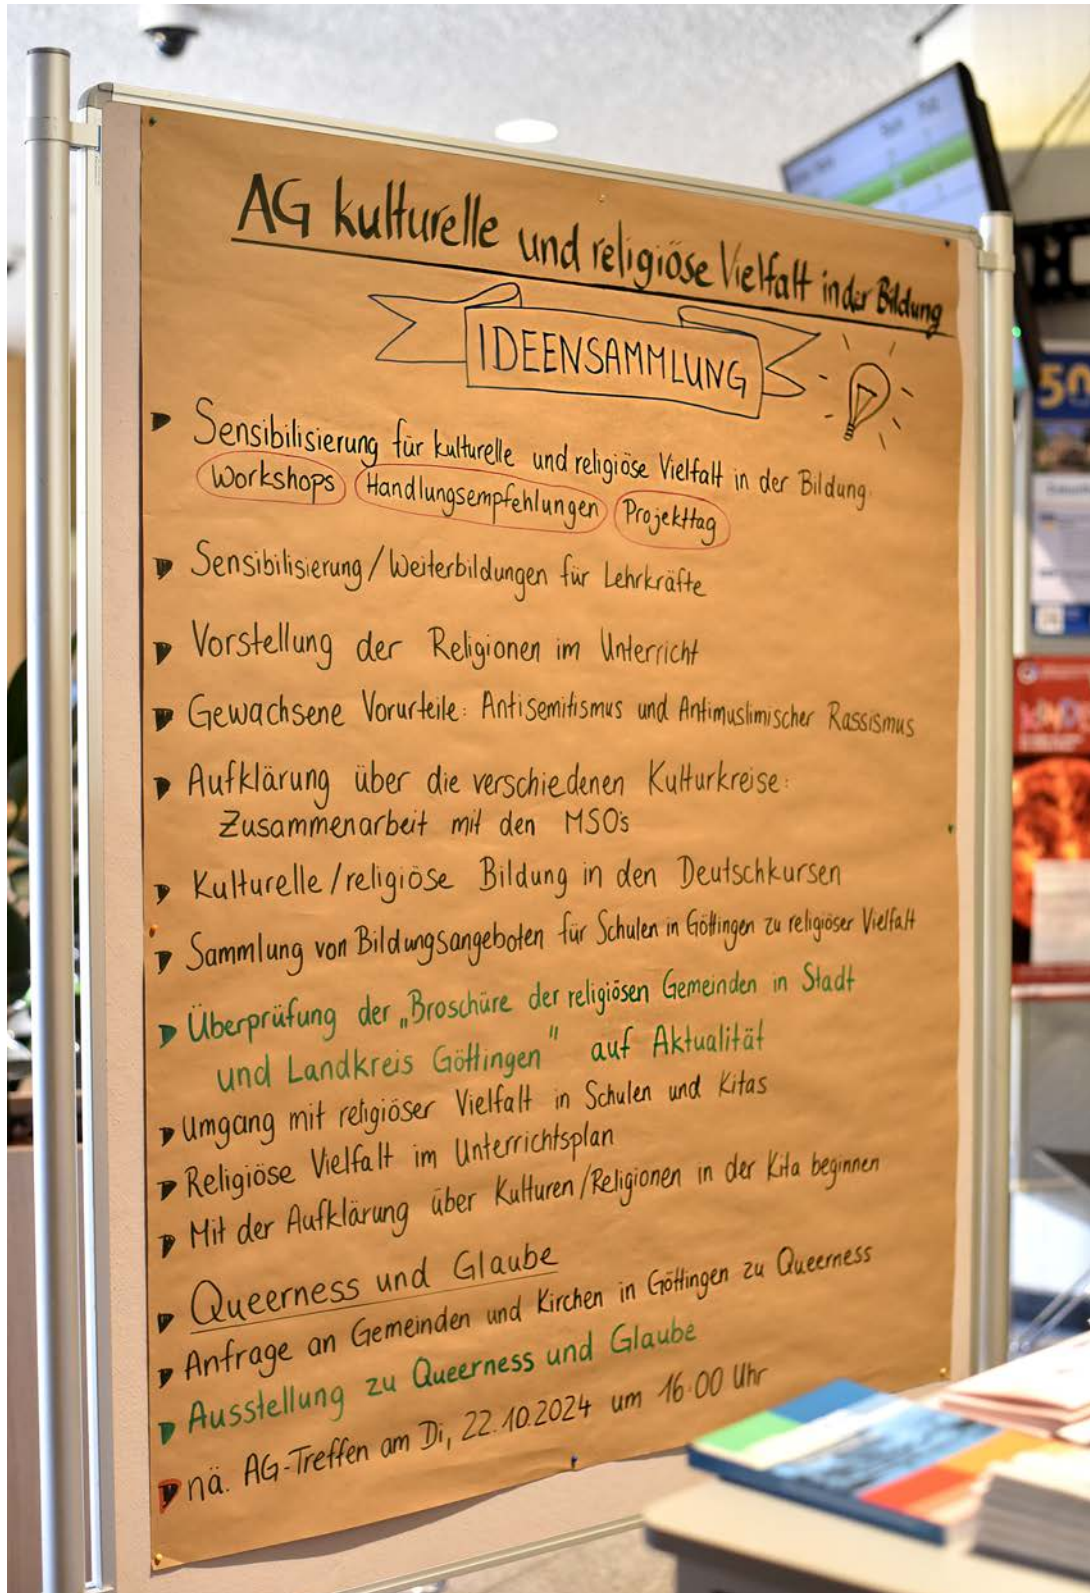 AG kulturelle und religiöse Vielfalt in der Bildung
IDEENSAMMLUNG
Sensibilisierung für kulturelle und religiöse Vielfalt in der Bildung
Workshops Handlungsempfehlungen Projekttag
Sensibilisierung/Weiterbildungen für Lehrkräfte
Vorstellung der Religionen im Unterricht
Gewachsene Vorurteile: Antisemitismus und Antimuslimischer Rassismus
Aufklärung über die verschiedenen Kulturkreise:
Zusammenarbeit mit den MSO's
Kulturelle/religiöse Bildung in den Deutschkursen
Sammlung von Bildungsangeboten für Schulen in Göttingen zu religiöser Vielfalt
Überprüfung der „Broschüre der religiösen Gemeinden in Stadt
und Landkreis Göttingen" auf Aktualität
Umgang mit religiöser Vielfalt in Schulen und Kitas
Religiöse Vielfalt im Unterrichtsplan
Mit der Aufklärung über Kulturen/Religionen in der Kita beginnen
Queerness und Glaube
Anfrage an Gemeinden und Kirchen in Göttingen zu Queerness
Ausstellung zu Queerness und Glaube
nä. AG-Treffen am Di, 22.10.2024 um 16:00 Uhr
50